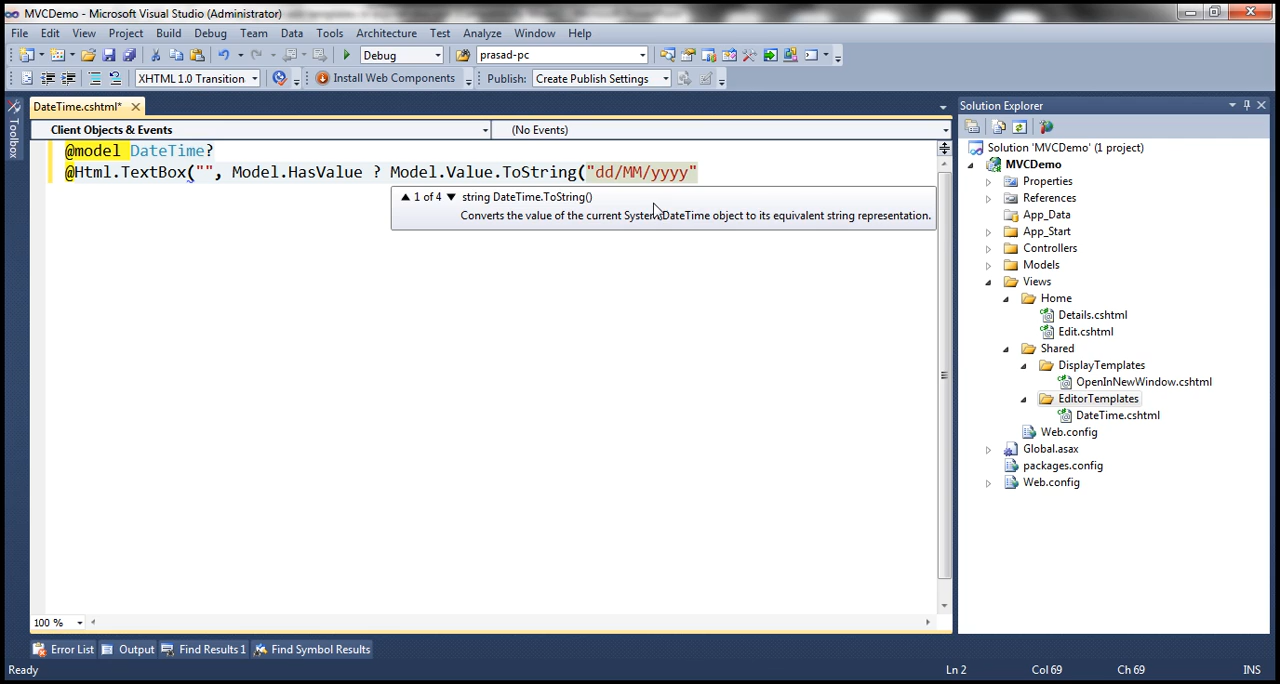 MVCDemo - Microsoft Visual Studio (Administrator)
File Edit View Project Build Debug Team Data Tools Architecture Test Analyze Window Help
Debug prasad-pc
XHTML 1.0 Transition Install Web Components Publish: Create Publish Settings
DateTime.cshtml*
Solution Explorer
Toolbox
Client Objects & Events (No Events)
@model DateTime?
@Html.TextBox("", Model.HasValue ? Model.Value.ToString("dd/MM/yyyy"
1 of 4 string DateTime.ToString()
Converts the value of the current System.DateTime object to its equivalent string representation.
Solution 'MVCDemo' (1 project)
MVCDemo
Properties
References
App_Data
App_Start
Controllers
Models
Views
Home
Details.cshtml
Edit.cshtml
Shared
DisplayTemplates
OpenInNewWindow.cshtml
EditorTemplates
DateTime.cshtml
Web.config
Global.asax
packages.config
Web.config
100 %
Error List Output Find Results 1 Find Symbol Results
Ready Ln 2 Col 69 Ch 69 INS